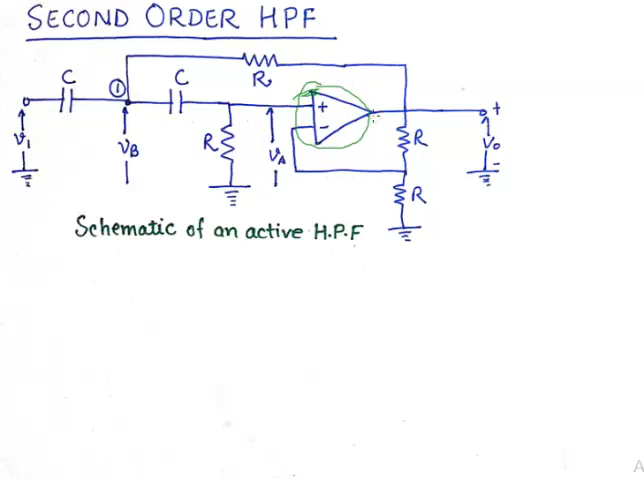 SECOND ORDER HPF
C
1
C
R
+
-
+
V1
VB
R
VA
R
Vo
-
R
Schematic of an active H.P.F
A